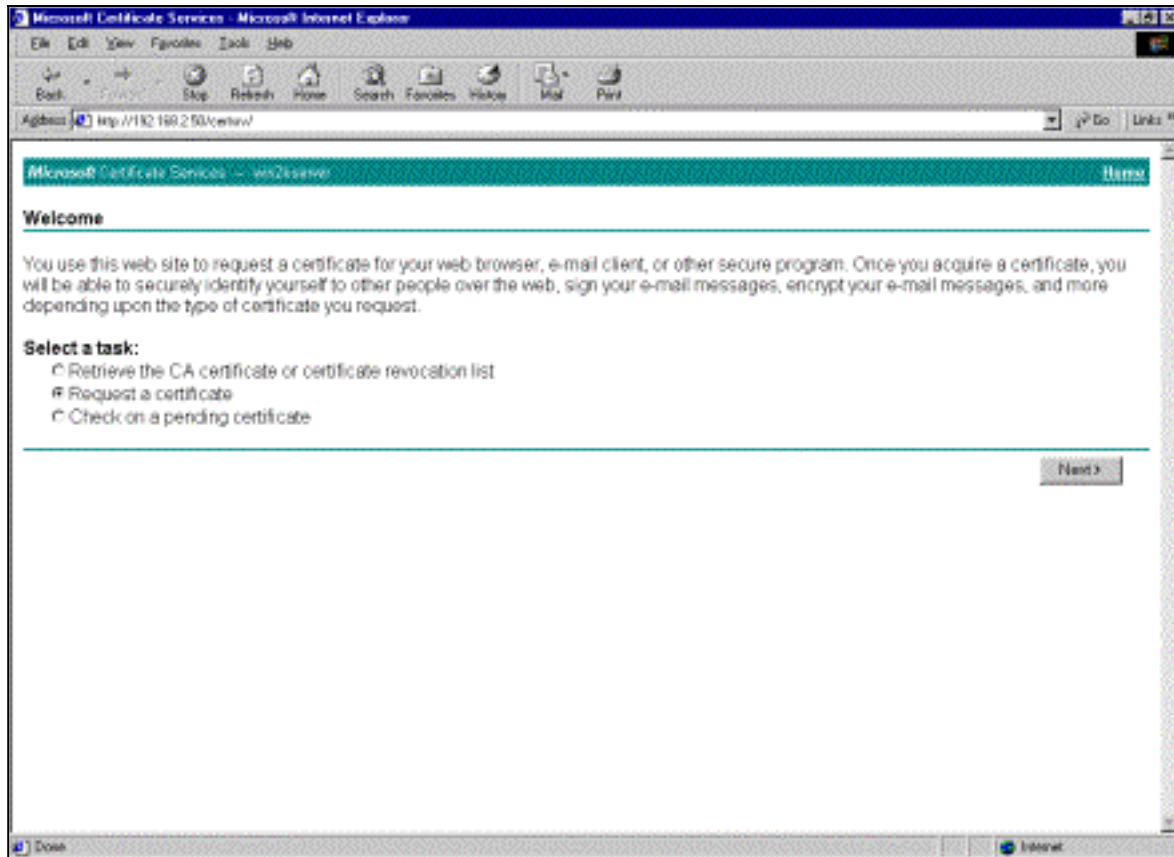 Microsoft Certificate Services - Microsoft Internet Explorer
File Edit View Favorites Tools Help
Back Forward Stop Refresh Home Search Favorites History Mail Print
Address http://192.168.2.50/certsrv/ Go Links »
Microsoft Certificate Services -- win2kserver Home
Welcome
You use this web site to request a certificate for your web browser, e-mail client, or other secure program. Once you acquire a certificate, you
will be able to securely identify yourself to other people over the web, sign your e-mail messages, encrypt your e-mail messages, and more
depending upon the type of certificate you request.
Select a task:
Retrieve the CA certificate or certificate revocation list
Request a certificate
Check on a pending certificate
Next >
Done Internet